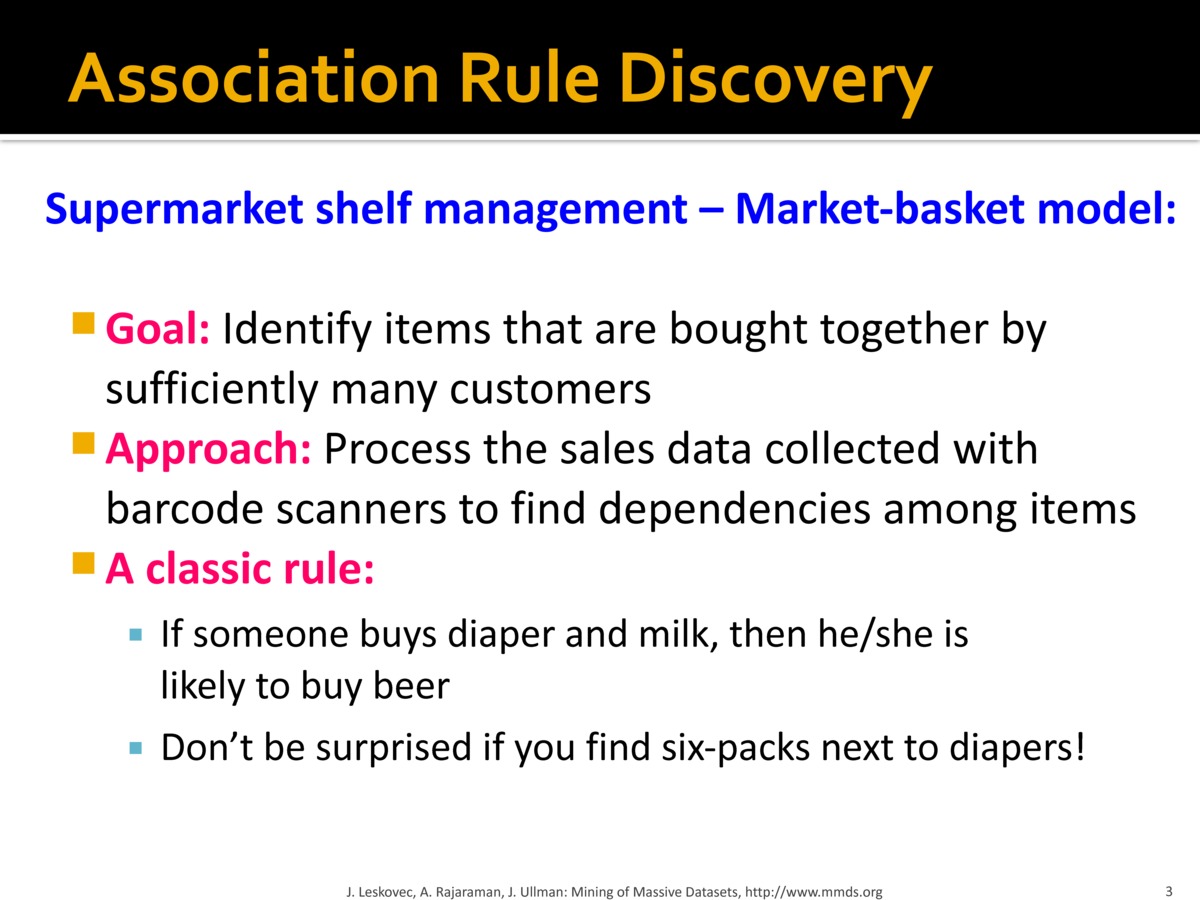 Association Rule Discovery
Supermarket shelf management – Market-basket model:
Goal: Identify items that are bought together by
sufficiently many customers
Approach: Process the sales data collected with
barcode scanners to find dependencies among items
A classic rule:
If someone buys diaper and milk, then he/she is
likely to buy beer
Don’t be surprised if you find six-packs next to diapers!
J. Leskovec, A. Rajaraman, J. Ullman: Mining of Massive Datasets, http://www.mmds.org
3